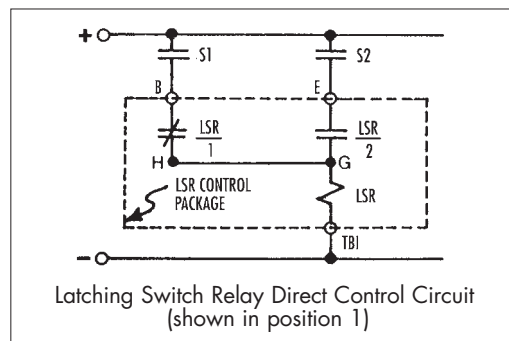 +
S1
S2
B
E
LSR
1
LSR
2
H
G
LSR CONTROL
PACKAGE
LSR
TB1
–
Latching Switch Relay Direct Control Circuit
(shown in position 1)